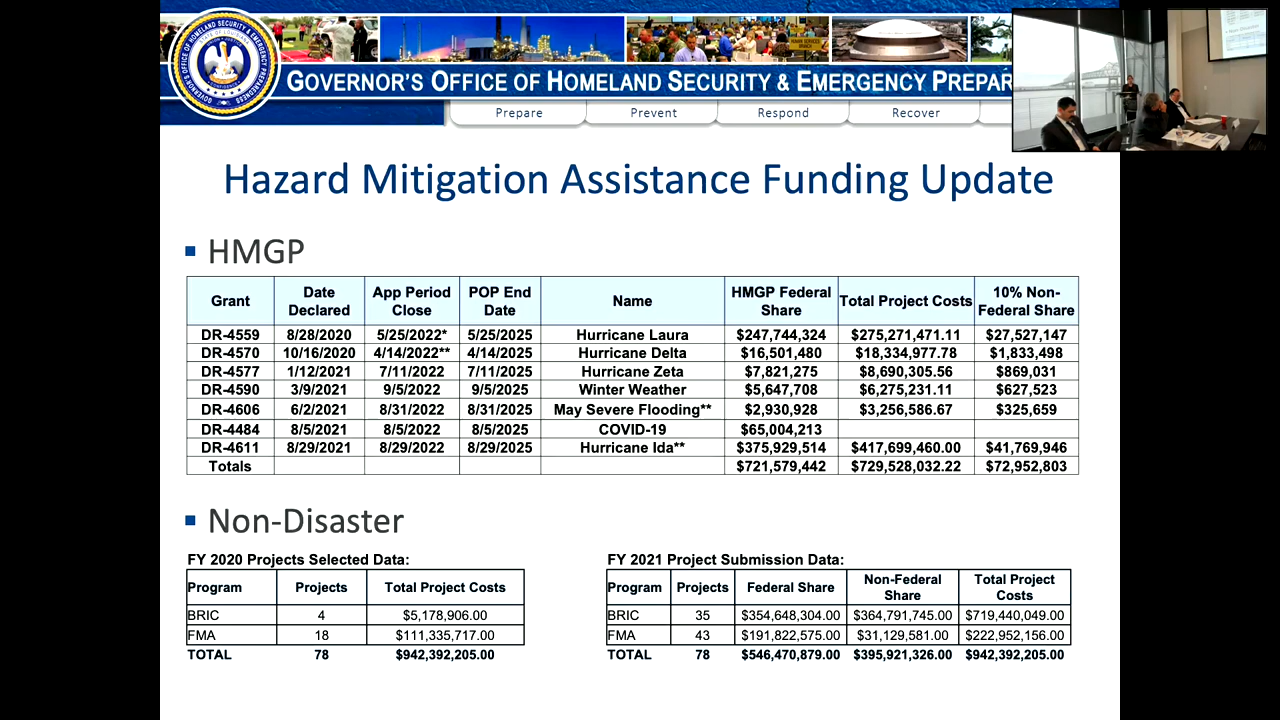 GOVERNOR'S OFFICE OF HOMELAND SECURITY & EMERGENCY PREPAR
Prepare Prevent Respond Recover
Hazard Mitigation Assistance Funding Update
HMGP
Grant Date Declared App Period Close POP End Date Name HMGP Federal Share Total Project Costs 10% Non-Federal Share
DR-4559 8/28/2020 5/25/2022* 5/25/2025 Hurricane Laura $247,744,324 $275,271,471.11 $27,527,147
DR-4570 10/16/2020 4/14/2022** 4/14/2025 Hurricane Delta $16,501,480 $18,334,977.78 $1,833,498
DR-4577 1/12/2021 7/11/2022 7/11/2025 Hurricane Zeta $7,821,275 $8,690,305.56 $869,031
DR-4590 3/9/2021 9/5/2022 9/5/2025 Winter Weather $5,647,708 $6,275,231.11 $627,523
DR-4606 6/2/2021 8/31/2022 8/31/2025 May Severe Flooding** $2,930,928 $3,256,586.67 $325,659
DR-4484 8/5/2021 8/5/2022 8/5/2025 COVID-19 $65,004,213
DR-4611 8/29/2021 8/29/2022 8/29/2025 Hurricane Ida** $375,929,514 $417,699,460.00 $41,769,946
Totals $721,579,442 $729,528,032.22 $72,952,803
Non-Disaster
FY 2020 Projects Selected Data:
Program Projects Total Project Costs
BRIC 4 $5,178,906.00
FMA 18 $111,335,717.00
TOTAL 78 $942,392,205.00
FY 2021 Project Submission Data:
Program Projects Federal Share Non-Federal Share Total Project Costs
BRIC 35 $354,648,304.00 $364,791,745.00 $719,440,049.00
FMA 43 $191,822,575.00 $31,129,581.00 $222,952,156.00
TOTAL 78 $546,470,879.00 $395,921,326.00 $942,392,205.00